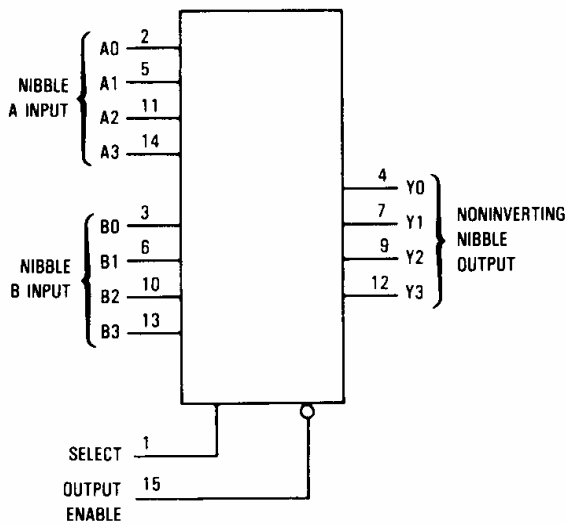 NIBBLE
A INPUT
A0 2
A1 5
A2 11
A3 14
NIBBLE
B INPUT
B0 3
B1 6
B2 10
B3 13
4 Y0
7 Y1
9 Y2
12 Y3
NONINVERTING
NIBBLE
OUTPUT
SELECT 1
OUTPUT 15
ENABLE